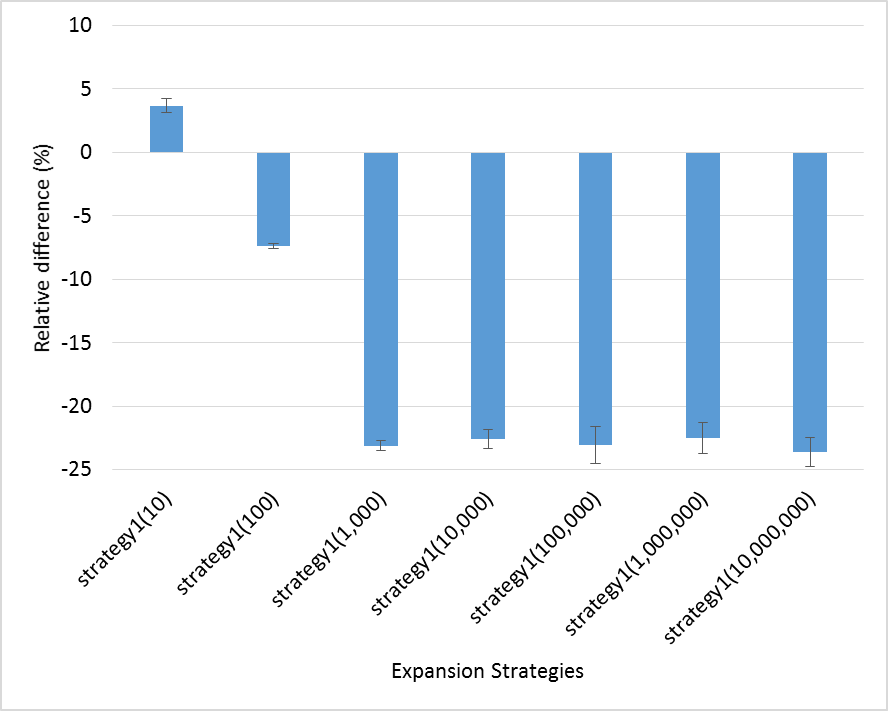 10
5
0
-5
-10
-15
-20
-25
Relative difference (%)
strategy1(10)
strategy1(100)
strategy1(1,000)
strategy1(10,000)
strategy1(100,000)
strategy1(1,000,000)
strategy1(10,000,000)
Expansion Strategies